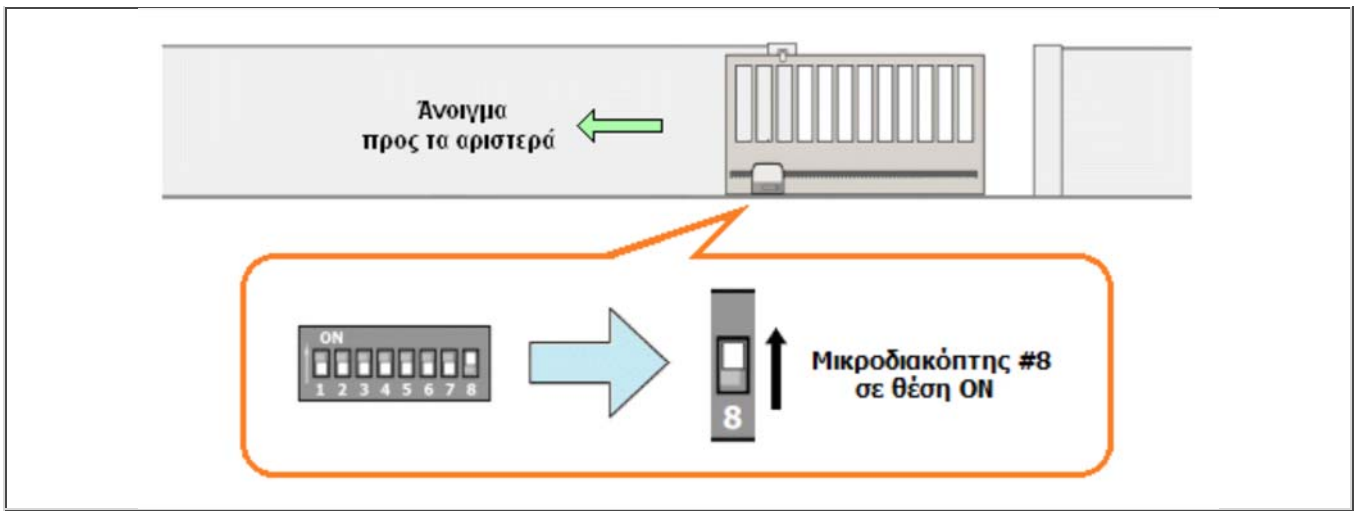 Άνοιγμα
προς τα αριστερά
ON
1 2 3 4 5 6 7 8
8
Μικροδιακόπτης #8
σε θέση ON